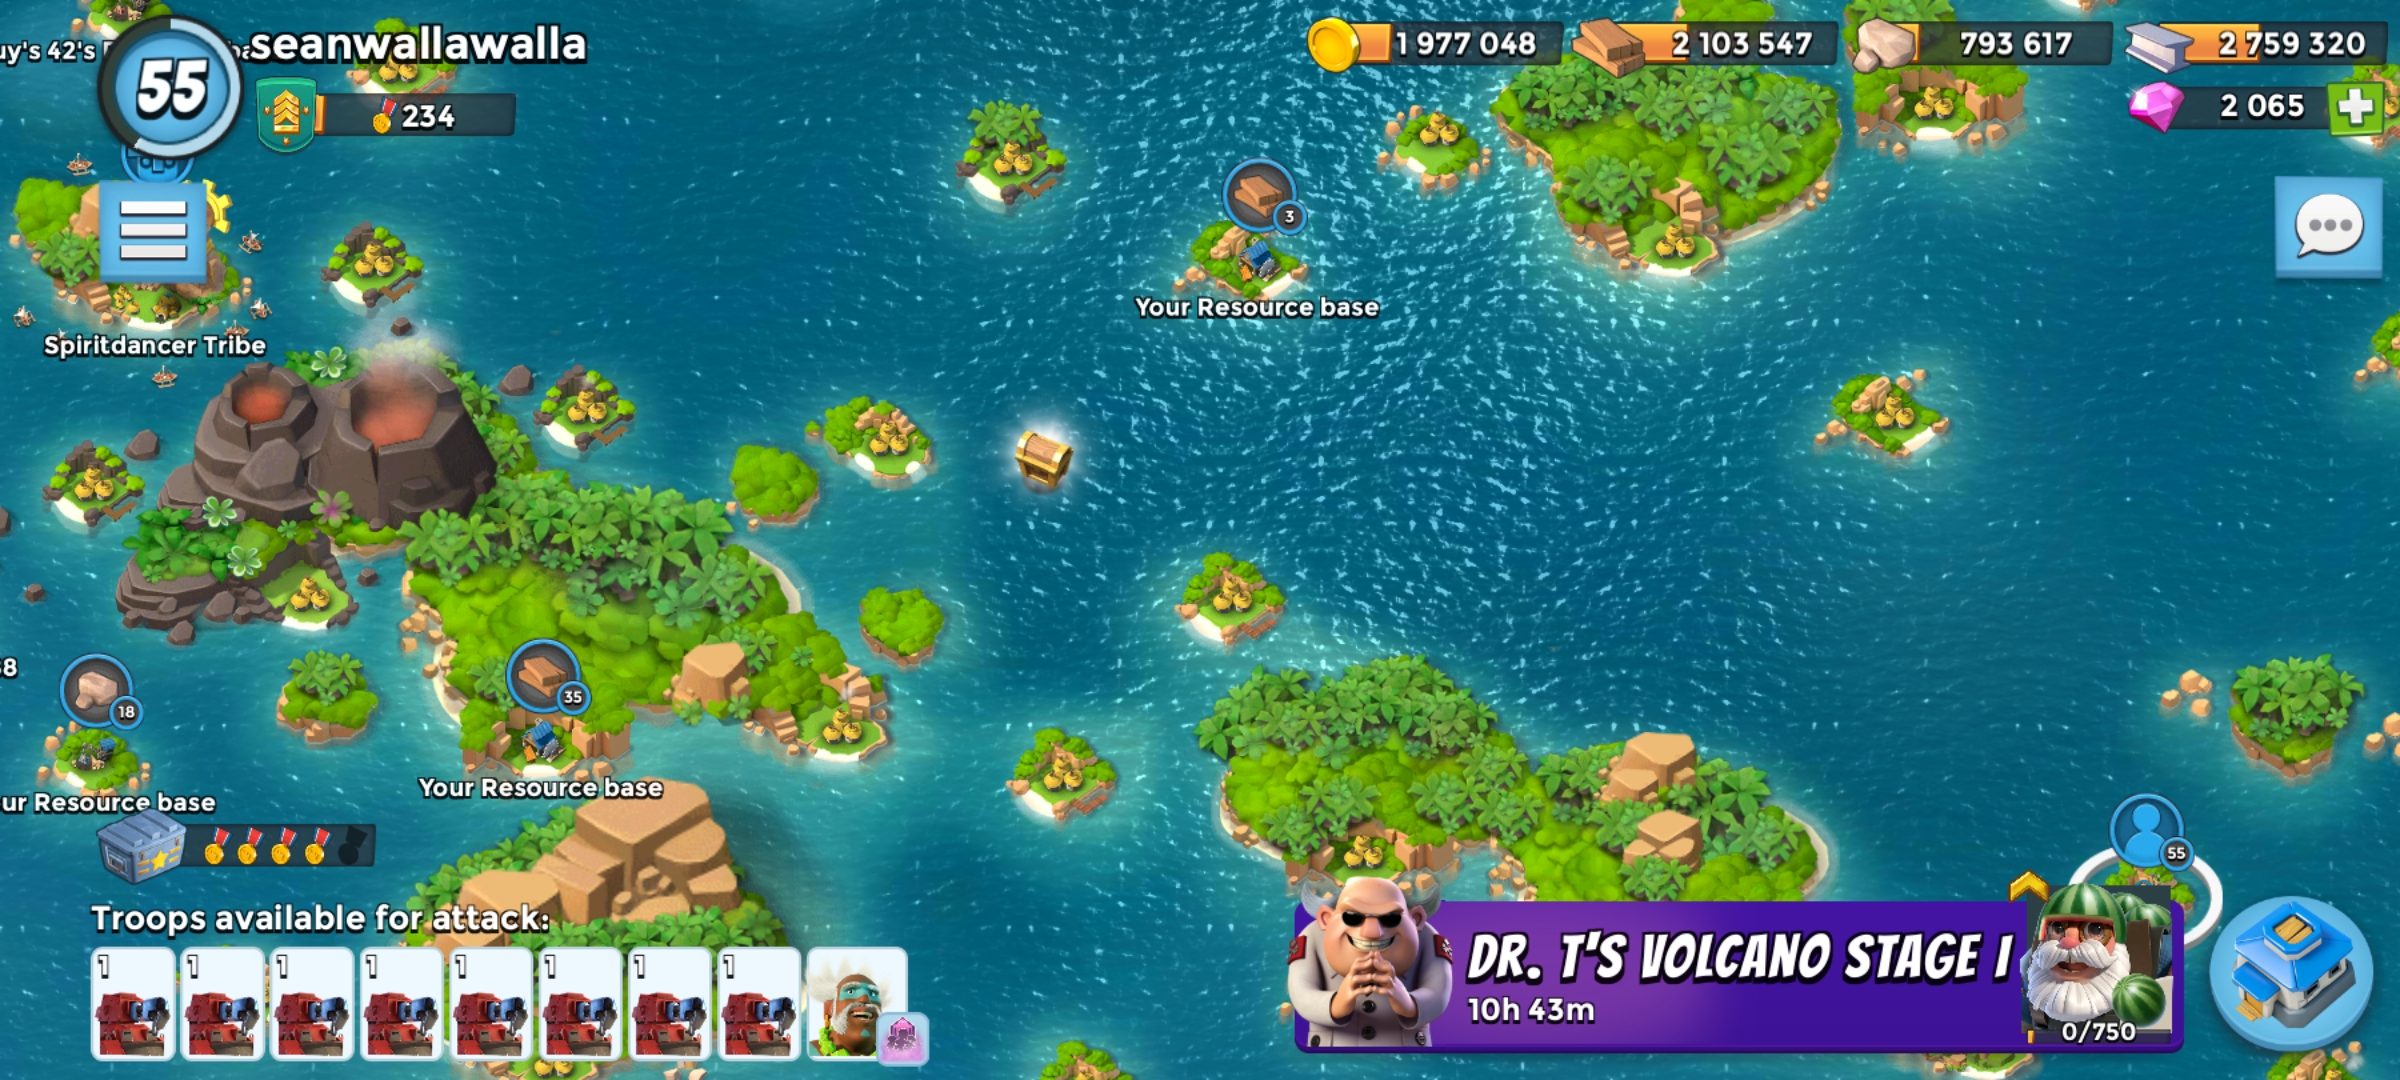 55
seanwallawalla
234
1 977 048
2 103 547
793 617
2 759 320
2 065
3
Your Resource base
Spiritdancer Tribe
18
35
Your Resource base
Resource base
55
Troops available for attack:
1 1 1 1 1 1 1 1
DR. T'S VOLCANO STAGE I
10h 43m
0/750